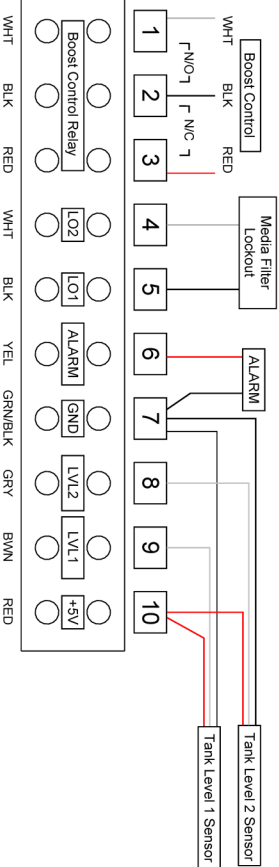 WHT
BLK
RED
WHT
BLK
YEL
GRN/BLK
GRY
BWN
RED
Boost Control Relay
LO2
LO1
ALARM
GND
LVL2
LVL1
+5V
1
2
3
4
5
6
7
8
9
10
N/O
N/C
WHT
BLK
RED
Boost Control
Media Filter
Lockout
ALARM
Tank Level 2 Sensor
Tank Level 1 Sensor